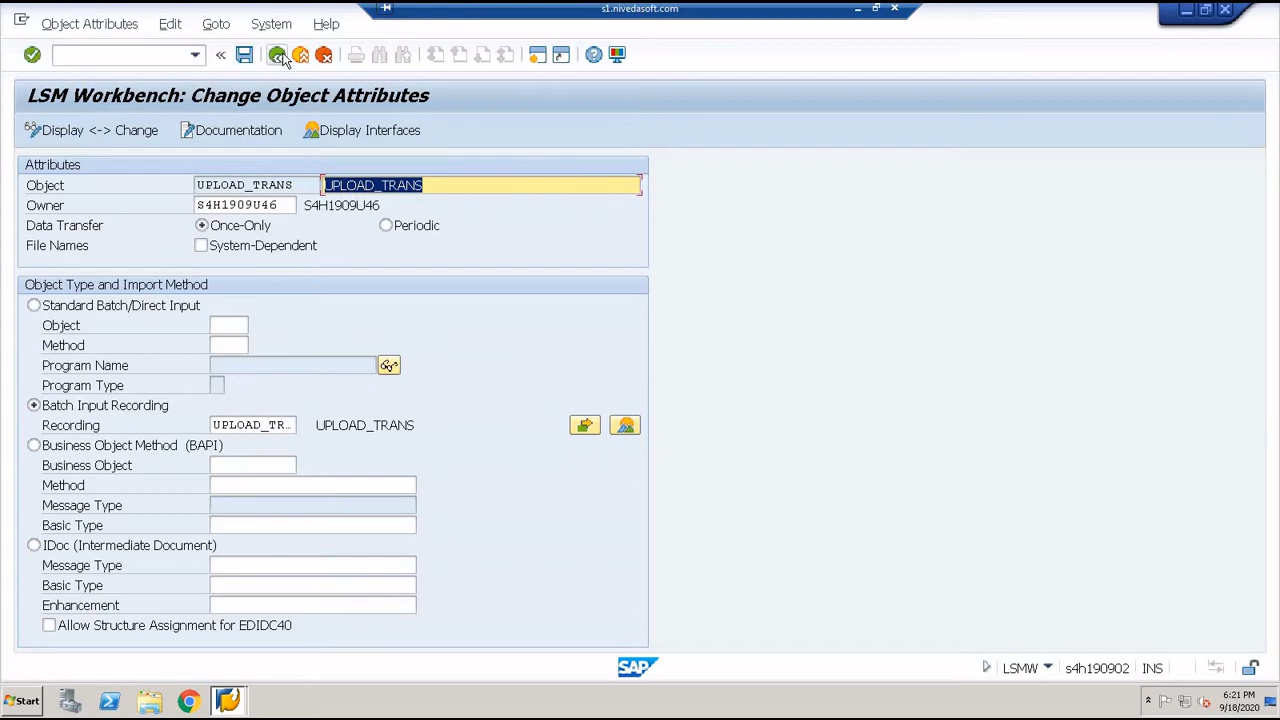 s1.nivedasoft.com
Object Attributes Edit Goto System Help
LSM Workbench: Change Object Attributes
Display <-> Change Documentation Display Interfaces
Attributes
Object UPLOAD_TRANS UPLOAD_TRANS
Owner S4H1909U46 S4H1909U46
Data Transfer Once-Only Periodic
File Names System-Dependent
Object Type and Import Method
Standard Batch/Direct Input
Object
Method
Program Name
Program Type
Batch Input Recording
Recording UPLOAD_TR.. UPLOAD_TRANS
Business Object Method (BAPI)
Business Object
Method
Message Type
Basic Type
IDoc (Intermediate Document)
Message Type
Basic Type
Enhancement
Allow Structure Assignment for EDIDC40
SAP LSMW s4h190902 INS
Start 6:21 PM
9/18/2020